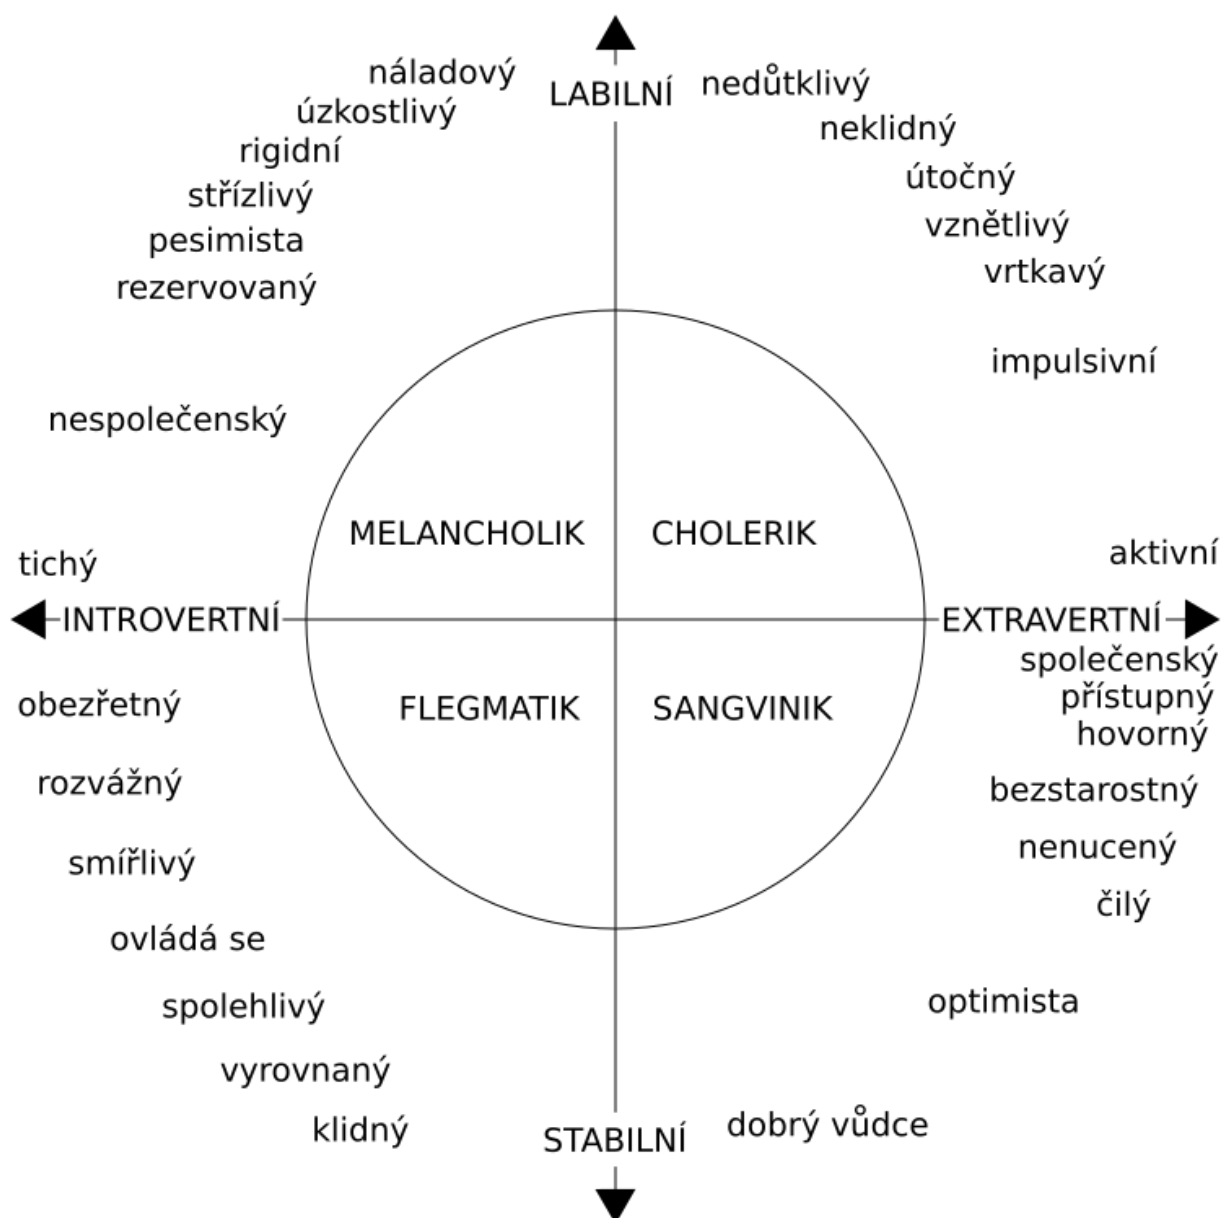 náladový
úzkostlivý
rigidní
střízlivý
pesimista
rezervovaný
nespolečenský
tichý
LABILNÍ
nedůtklivý
neklidný
útočný
vznětlivý
vrtkavý
impulsivní
aktivní
MELANCHOLIK
CHOLERIK
INTROVERTNÍ
EXTRAVERTNÍ
FLEGMATIK
SANGVINIK
obezřetný
rozvážný
smířlivý
ovládá se
spolehlivý
vyrovnaný
klidný
společenský
přístupný
hovorný
bezstarostný
nenucený
čilý
optimista
dobrý vůdce
STABILNÍ